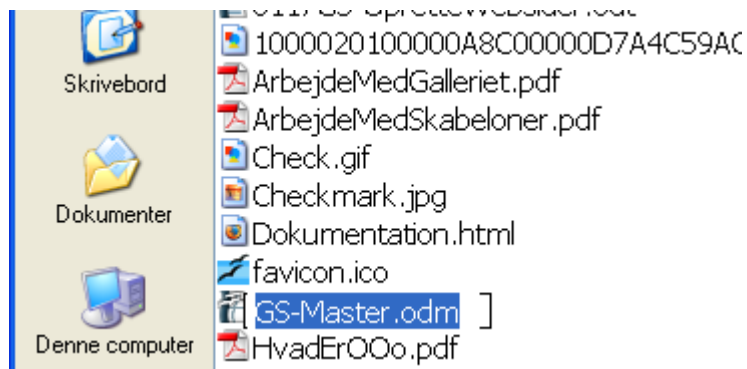 Skrivebord
Dokumenter
Denne computer
1000020100000A8C00000D7A4C59AC
ArbejdeMedGalleriet.pdf
ArbejdeMedSkabeloner.pdf
Check.gif
Checkmark.jpg
Dokumentation.html
favicon.ico
GS-Master.odm ]
HvadErOOo.pdf